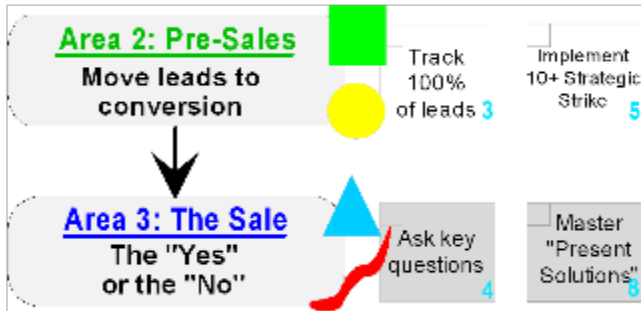 Area 2: Pre-Sales
Move leads to
conversion
Track
100%
of leads 3
Implement
10+ Strategic
Strike
5
Area 3: The Sale
The "Yes"
or the "No"
Ask key
questions
4
Master
"Present
Solutions"
8